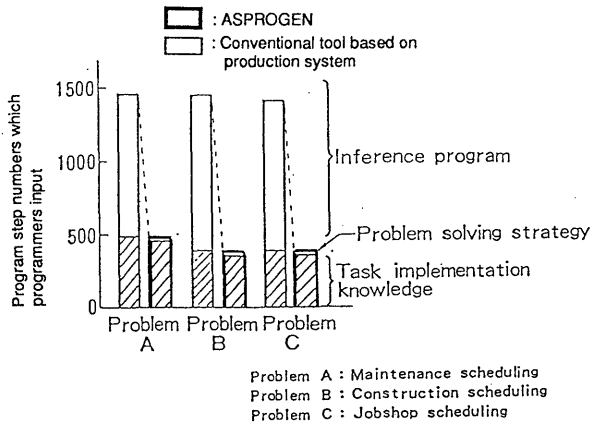 : ASPROGEN
: Conventional tool based on
production system
Program step numbers which
programmers input
1500
1000
500
0
Inference program
Problem solving strategy
Task implementation
knowledge
Problem Problem Problem
A B C
Problem A : Maintenance scheduling
Problem B : Construction scheduling
Problem C : Jobshop scheduling